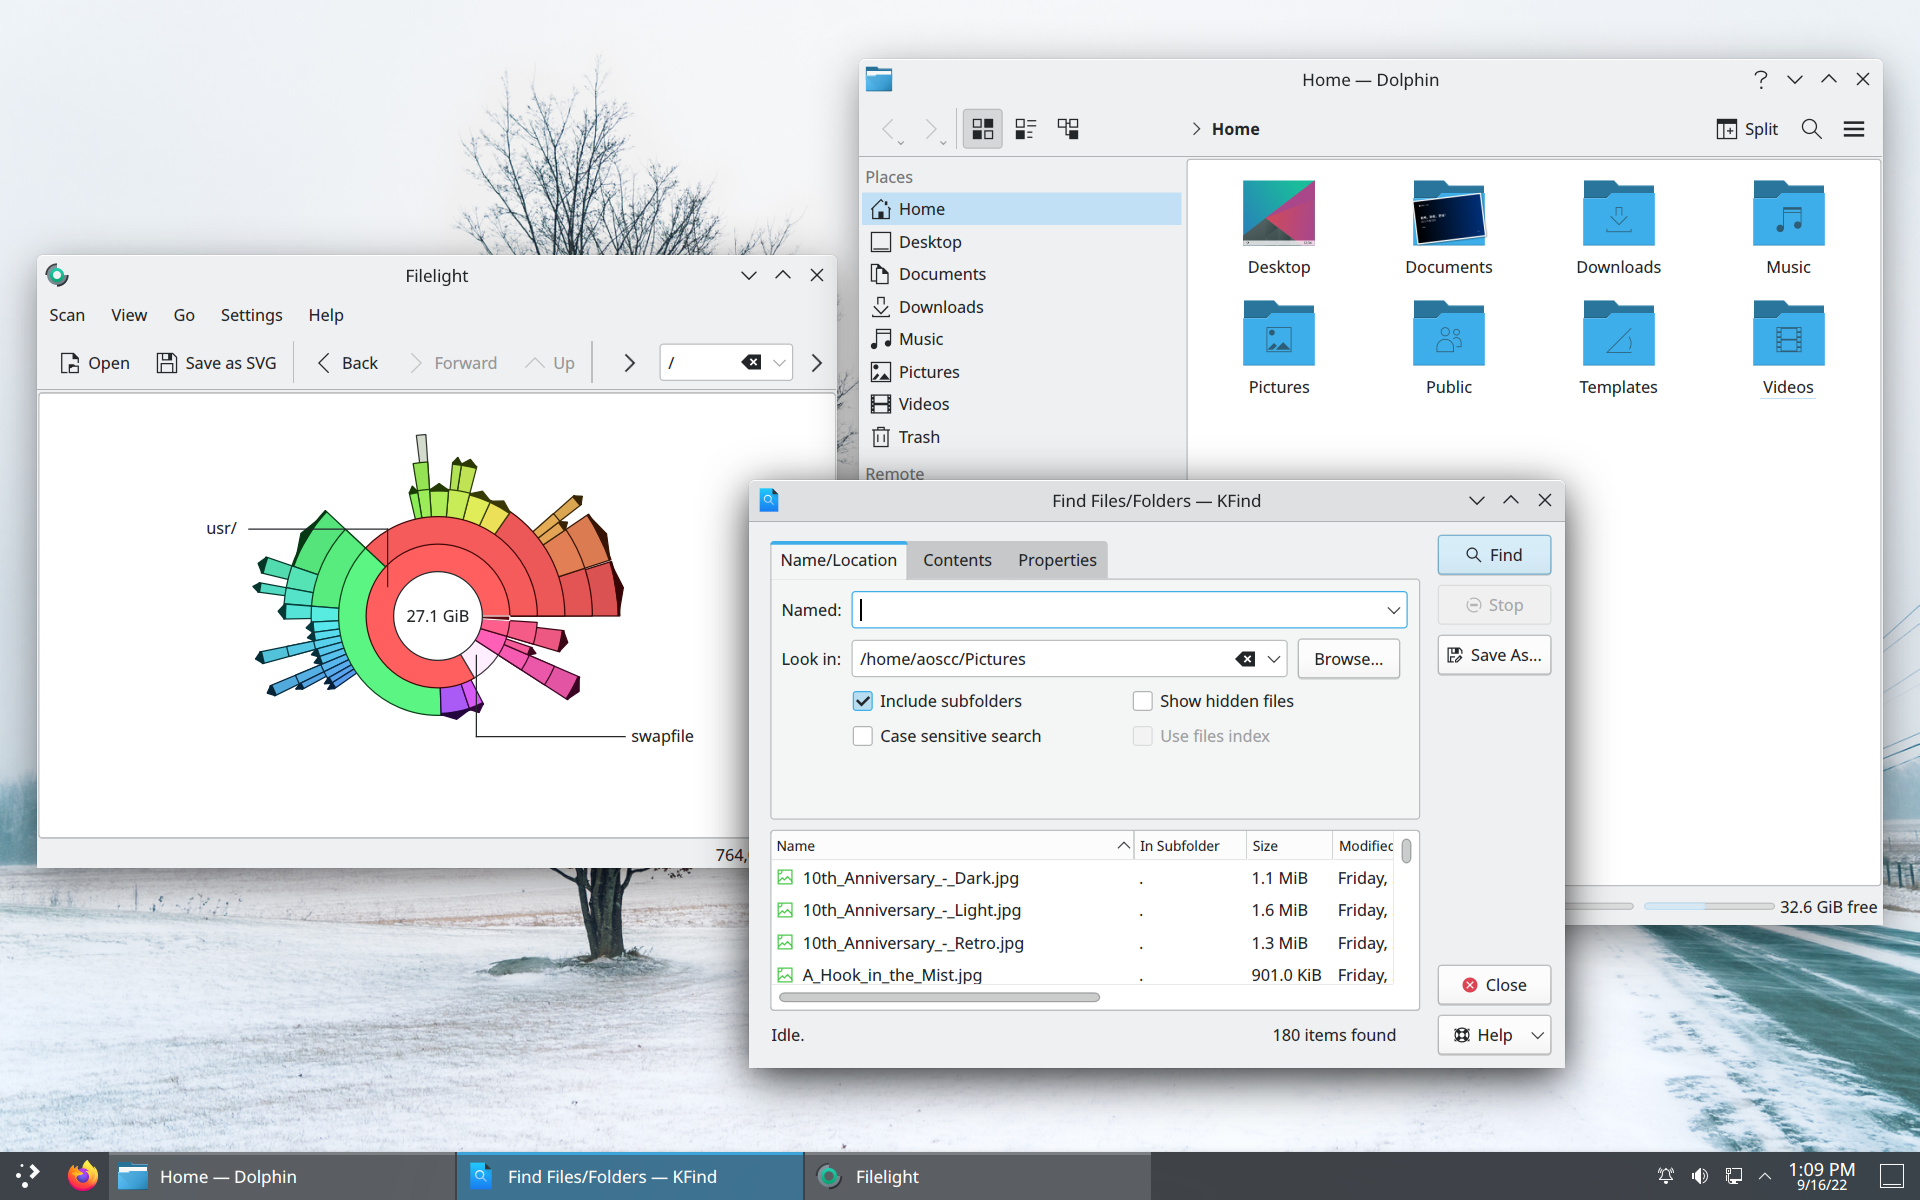 Home — Dolphin
Home
Split
Places
Home
Desktop
Documents
Downloads
Music
Pictures
Videos
Trash
Remote
Desktop
Documents
Downloads
Music
Pictures
Public
Templates
Videos
32.6 GiB free
Filelight
Scan View Go Settings Help
Open Save as SVG Back Forward Up /
usr/
27.1 GiB
swapfile
764,
Find Files/Folders — KFind
Name/Location Contents Properties
Named:
Look in: /home/aoscc/Pictures Browse...
Include subfolders Show hidden files
Case sensitive search Use files index
Find
Stop
Save As...
Name In Subfolder Size Modified
10th_Anniversary_-_Dark.jpg . 1.1 MiB Friday,
10th_Anniversary_-_Light.jpg . 1.6 MiB Friday,
10th_Anniversary_-_Retro.jpg . 1.3 MiB Friday,
A_Hook_in_the_Mist.jpg . 901.0 KiB Friday,
Idle. 180 items found
Close
Help
Home — Dolphin
Find Files/Folders — KFind
Filelight
1:09 PM
9/16/22